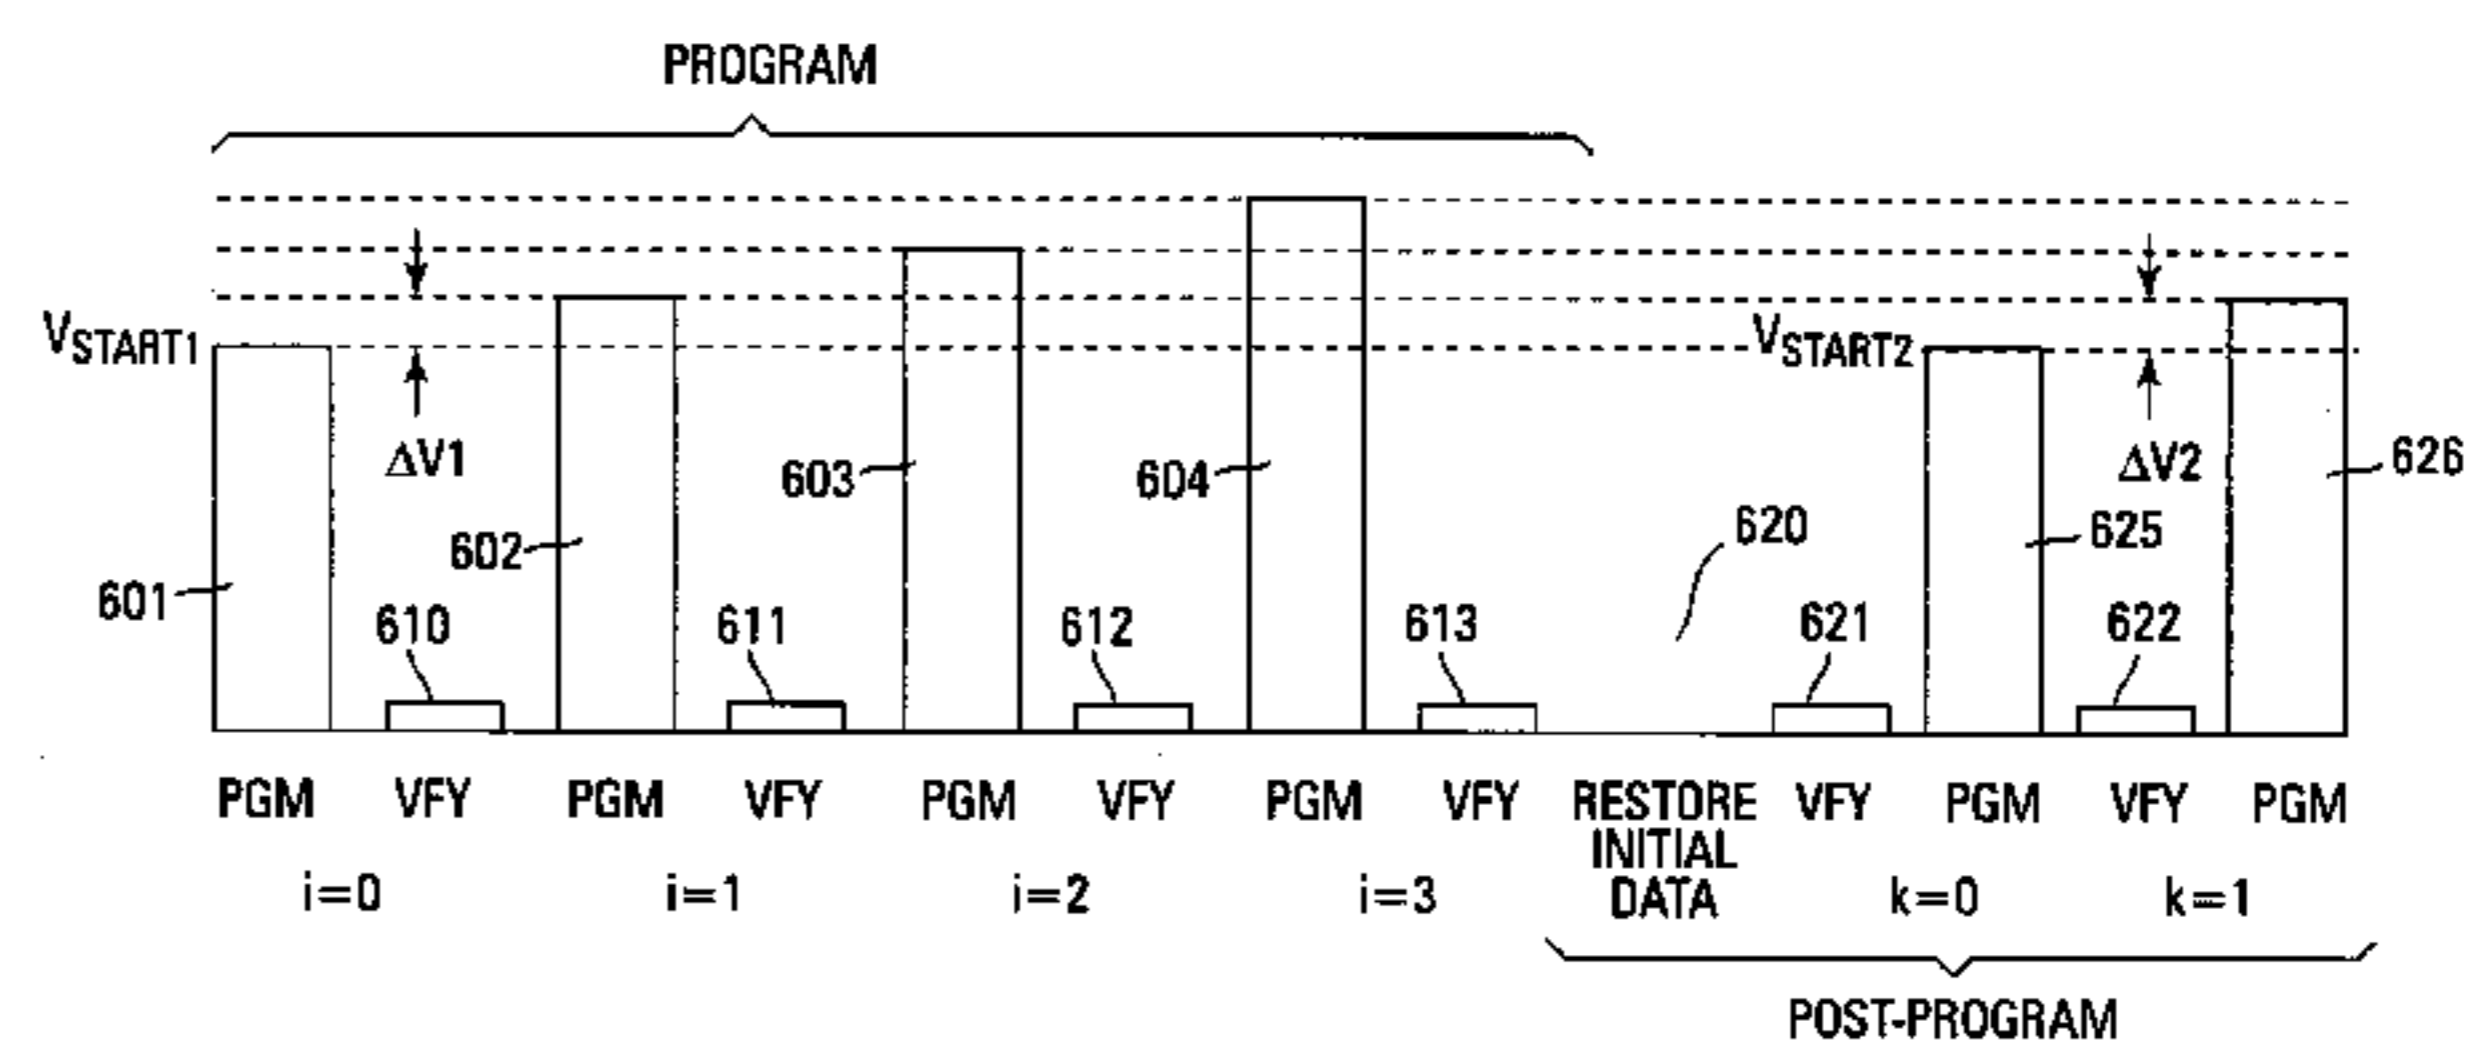 PROGRAM
VSTART1
ΔV1
VSTART2
ΔV2
601
602
603
604
610
611
612
613
620
621
625
622
626
PGM VFY PGM VFY PGM VFY PGM VFY RESTORE VFY PGM VFY PGM
INITIAL
DATA
i=0 i=1 i=2 i=3 k=0 k=1
POST-PROGRAM